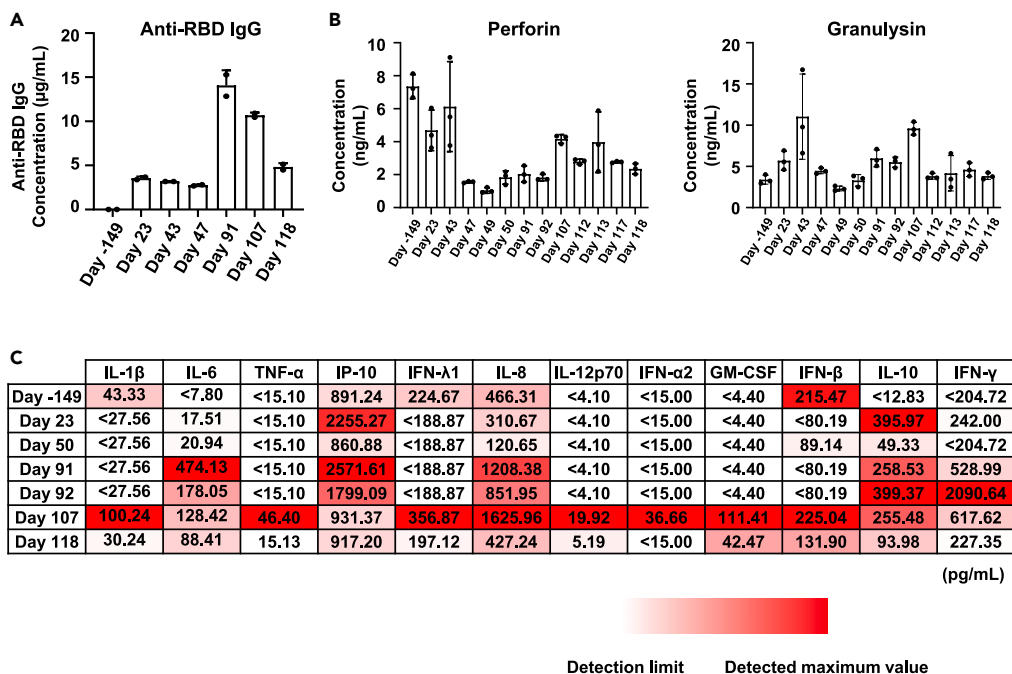 A
Anti-RBD IgG
Anti-RBD IgG
Concentration (µg/mL)
20
15
10
5
0
Day -149
Day 23
Day 43
Day 47
Day 91
Day 107
Day 118
B
Perforin
Concentration
(ng/mL)
10
8
6
4
2
0
Day -149
Day 23
Day 43
Day 47
Day 49
Day 50
Day 91
Day 92
Day 107
Day 112
Day 113
Day 117
Day 118
Granulysin
Concentration
(ng/mL)
20
15
10
5
0
Day -149
Day 23
Day 43
Day 47
Day 49
Day 50
Day 91
Day 92
Day 107
Day 112
Day 113
Day 117
Day 118
C
IL-1β IL-6 TNF-α IP-10 IFN-λ1 IL-8 IL-12p70 IFN-α2 GM-CSF IFN-β IL-10 IFN-γ
Day -149 43.33 <7.80 <15.10 891.24 224.67 466.31 <4.10 <15.00 <4.40 215.47 <12.83 <204.72
Day 23 <27.56 17.51 <15.10 2255.27 <188.87 310.67 <4.10 <15.00 <4.40 <80.19 395.97 242.00
Day 50 <27.56 20.94 <15.10 860.88 <188.87 120.65 <4.10 <15.00 <4.40 89.14 49.33 <204.72
Day 91 <27.56 474.13 <15.10 2571.61 <188.87 1208.38 <4.10 <15.00 <4.40 <80.19 258.53 528.99
Day 92 <27.56 178.05 <15.10 1799.09 <188.87 851.95 <4.10 <15.00 <4.40 <80.19 399.37 2090.64
Day 107 100.24 128.42 46.40 931.37 356.87 1625.96 19.92 36.66 111.41 225.04 255.48 617.62
Day 118 30.24 88.41 15.13 917.20 197.12 427.24 5.19 <15.00 42.47 131.90 93.98 227.35
(pg/mL)
Detection limit Detected maximum value